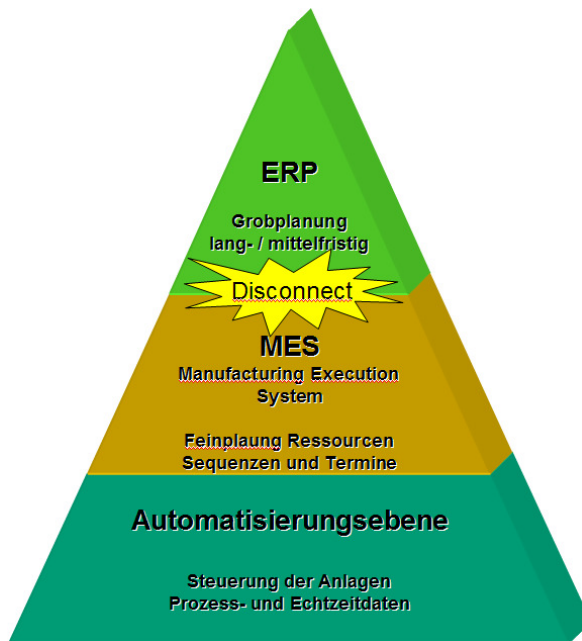 ERP
Grobplanung
lang- / mittelfristig
Disconnect
MES
Manufacturing Execution
System
Feinplaung Ressourcen
Sequenzen und Termine
Automatisierungsebene
Steuerung der Anlagen
Prozess- und Echtzeitdaten